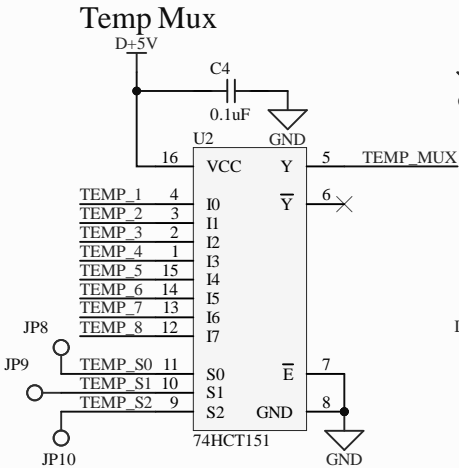 Temp Mux
D+5V
C4
0.1uF
GND
U2
16 VCC Y 5 TEMP_MUX
TEMP_1 4 I0 Y 6
TEMP_2 3 I1
TEMP_3 2 I2
TEMP_4 1 I3
TEMP_5 15 I4
TEMP_6 14 I5
TEMP_7 13 I6
TEMP_8 12 I7
JP8
TEMP_S0 11 S0 E 7
JP9
TEMP_S1 10 S1
TEMP_S2 9 S2 GND 8
JP10
74HCT151
GND